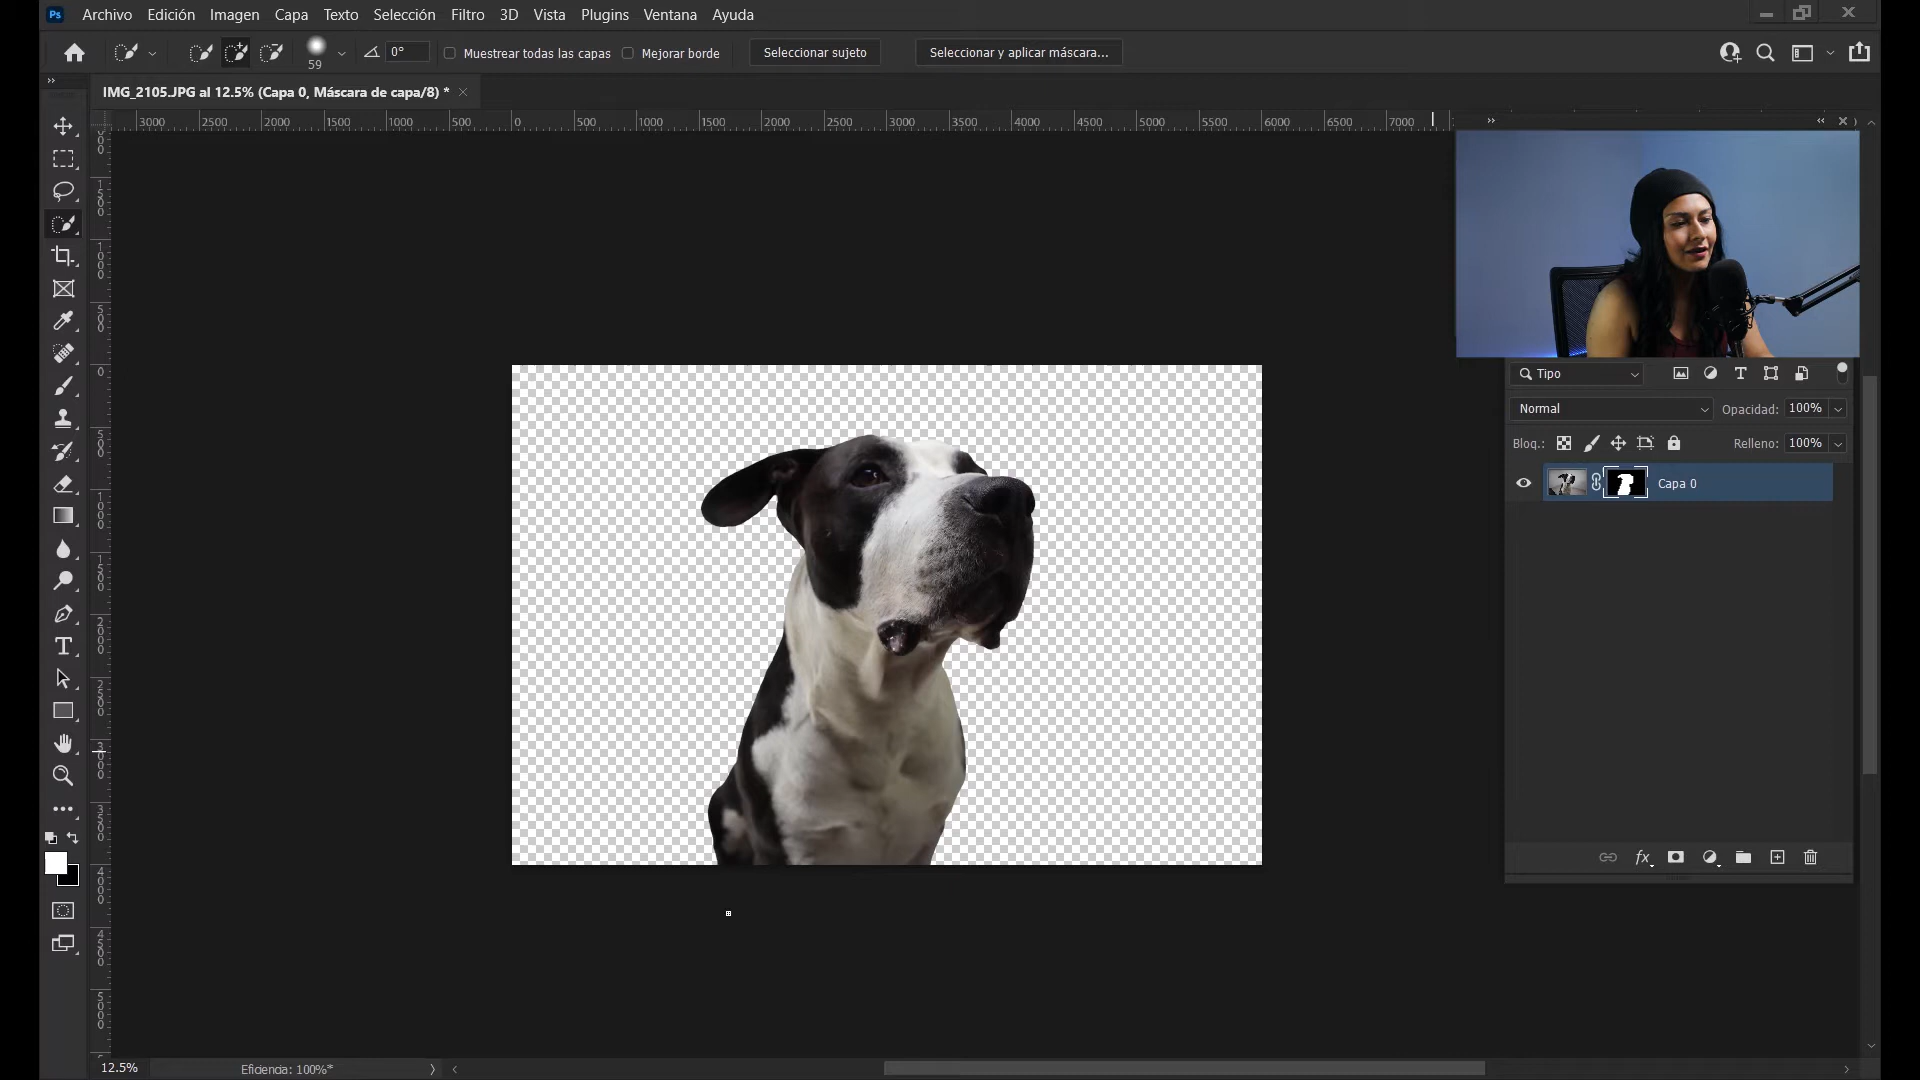 Ps Archivo Edición Imagen Capa Texto Selección Filtro 3D Vista Plugins Ventana Ayuda
59 0° Muestrear todas las capas Mejorar borde Seleccionar sujeto Seleccionar y aplicar máscara...
IMG_2105.JPG al 12.5% (Capa 0, Máscara de capa/8) *
3000 2500 2000 1500 1000 500 0 500 1000 1500 2000 2500 3000 3500 4000 4500 5000 5500 6000 6500 7000
Tipo
Normal Opacidad: 100%
Bloq.: Relleno: 100%
Capa 0
fx
12.5% Eficiencia: 100%*